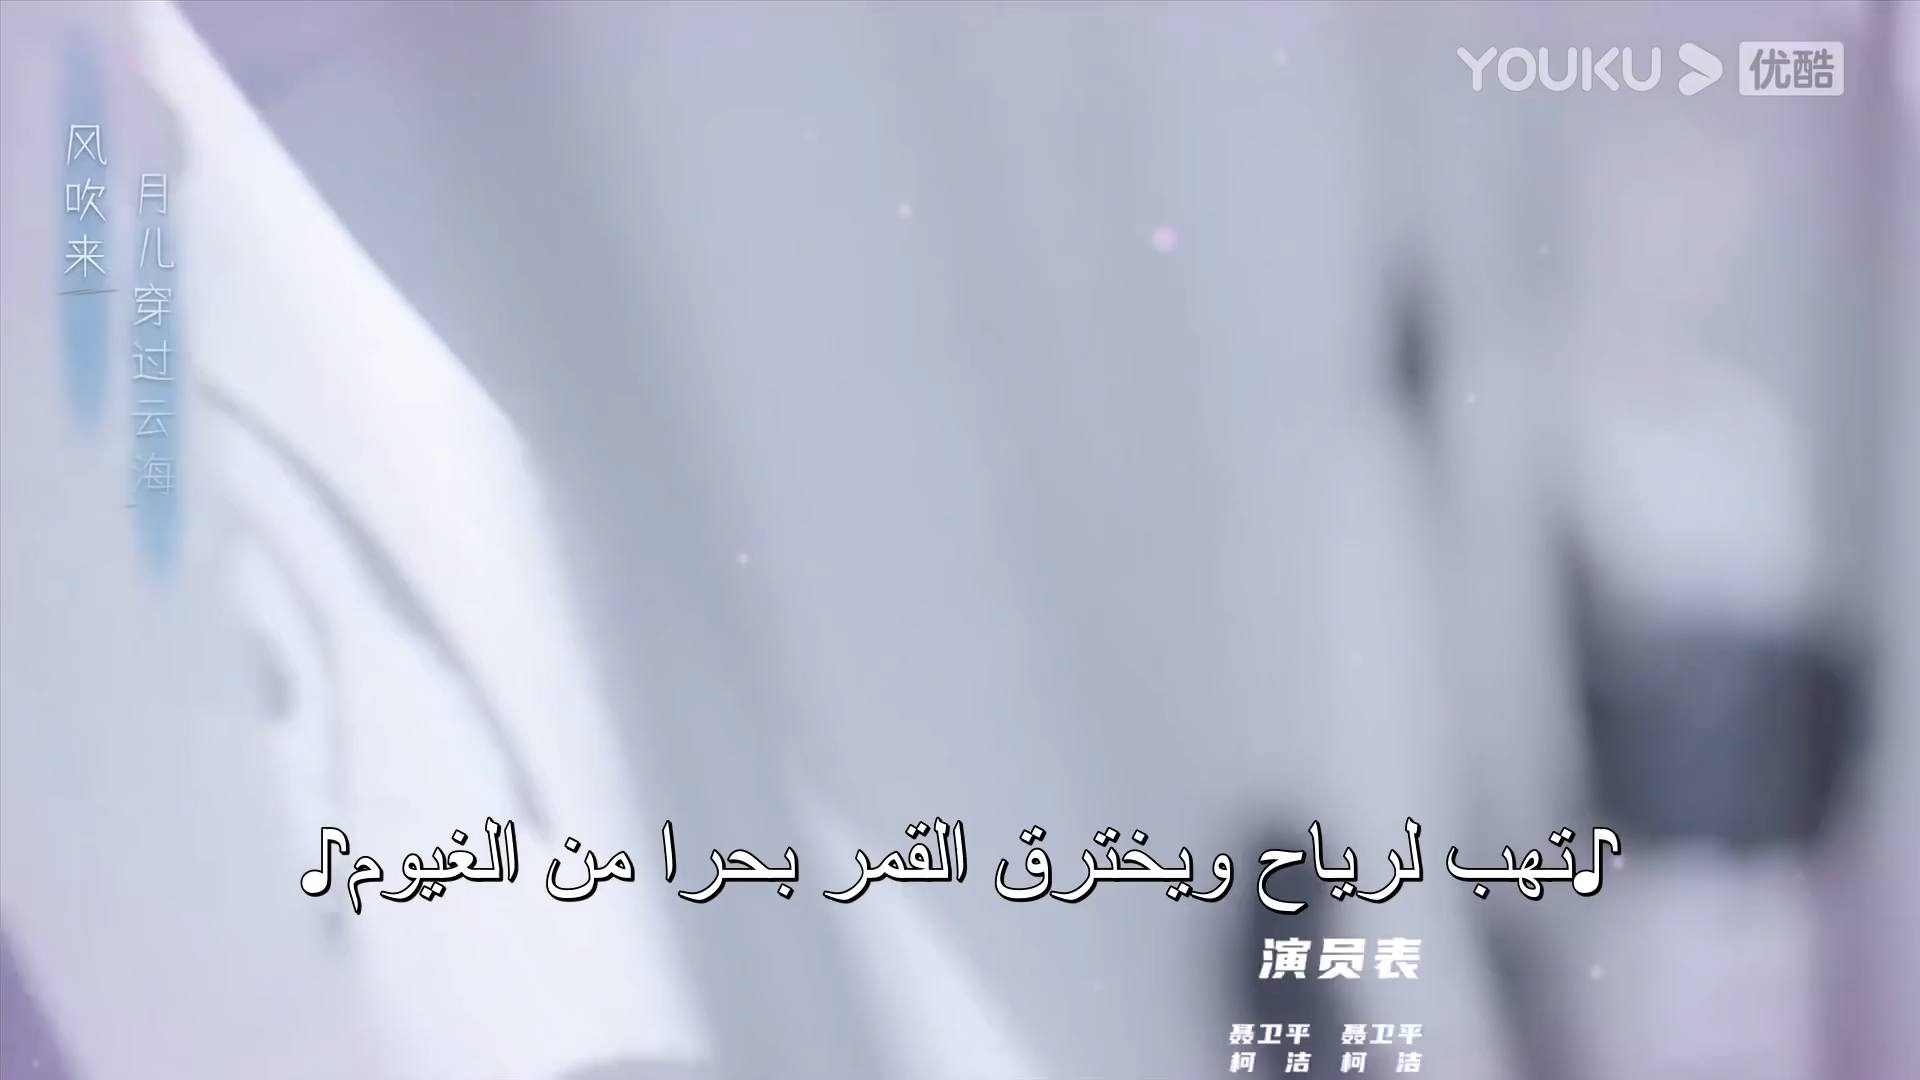 YOUKU 优酷
风吹来
月儿穿过云海
♪تهب لرياح ويخترق القمر بحرا من الغيوم♪
演员表
聂卫平 聂卫平
柯 洁 柯 洁